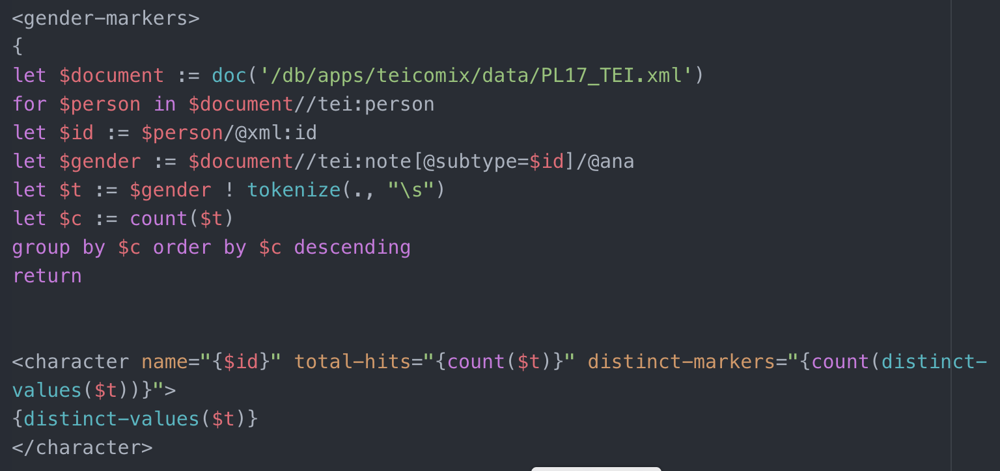 <gender-markers>
{
let $document := doc('/db/apps/teicomix/data/PL17_TEI.xml')
for $person in $document//tei:person
let $id := $person/@xml:id
let $gender := $document//tei:note[@subtype=$id]/@ana
let $t := $gender ! tokenize(., "\s")
let $c := count($t)
group by $c order by $c descending
return
<character name="{$id}" total-hits="{count($t)}" distinct-markers="{count(distinct-
values($t))}">
{distinct-values($t)}
</character>